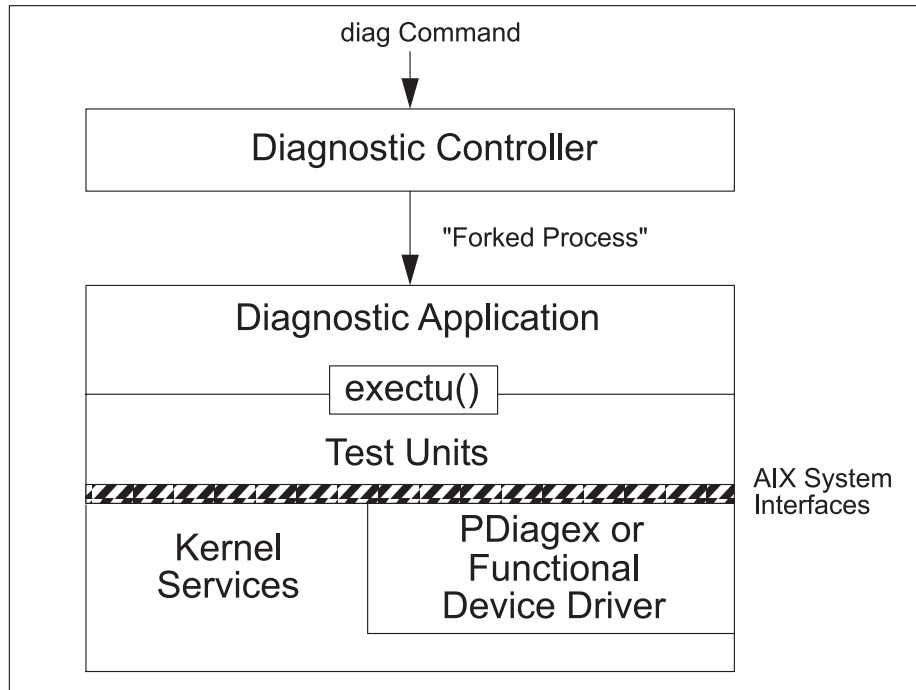 diag Command
Diagnostic Controller
"Forked Process"
Diagnostic Application
exectu()
Test Units
AIX System
Interfaces
Kernel
Services
PDiagex or
Functional
Device Driver